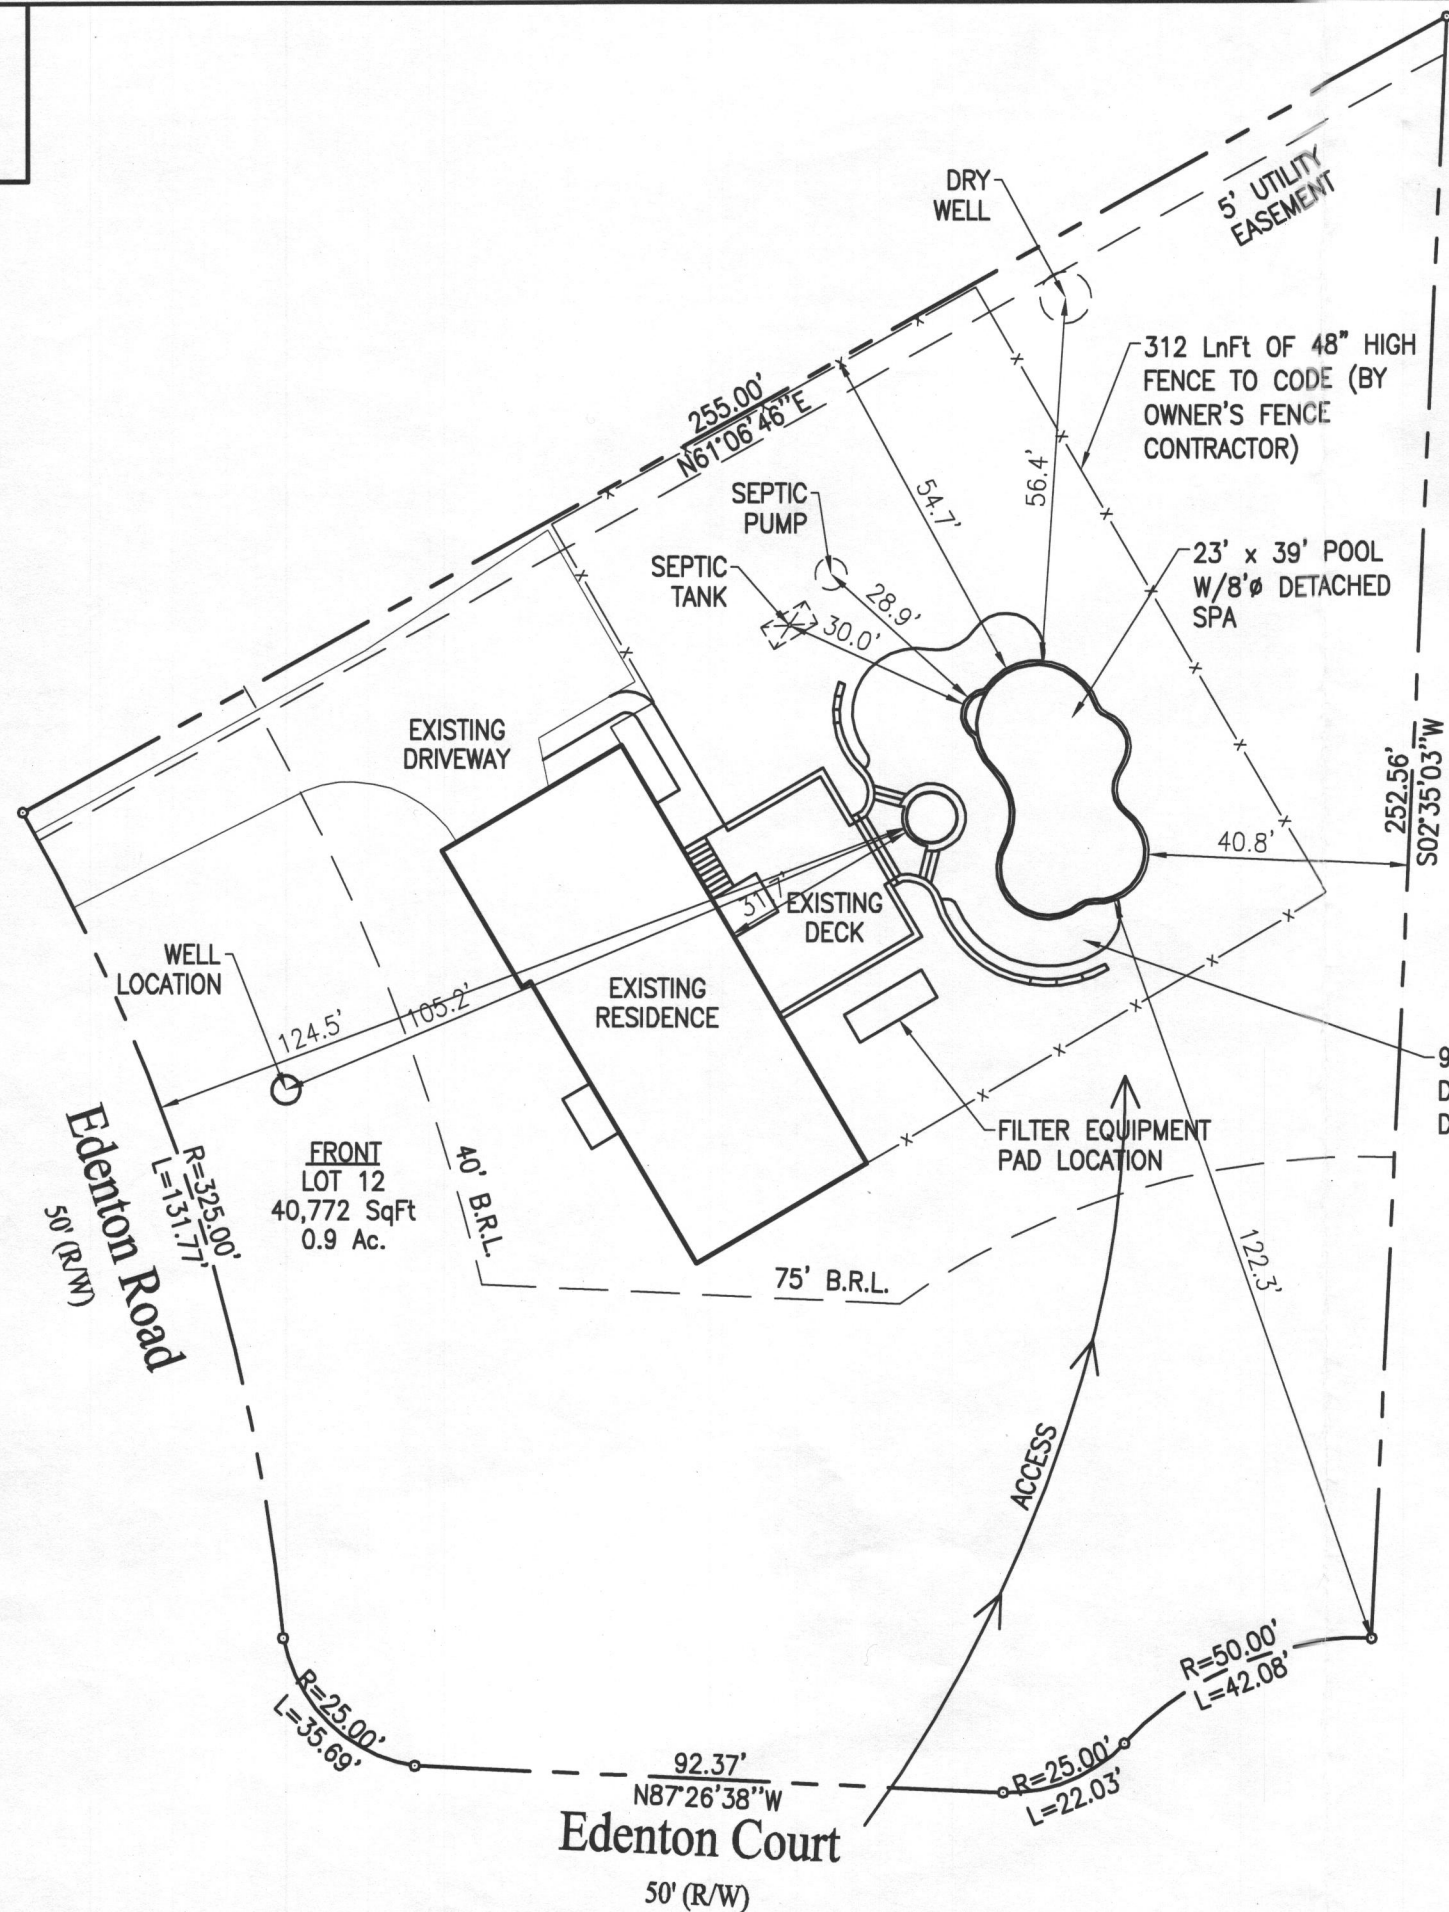 DRY
WELL
5' UTILITY
EASEMENT
312 LnFt OF 48" HIGH
FENCE TO CODE (BY
OWNER'S FENCE
CONTRACTOR)
255.00'
N61°06'46"E
54.7'
56.4'
SEPTIC
PUMP
SEPTIC
TANK
28.9'
30.0'
23' x 39' POOL
W/8'ø DETACHED
SPA
EXISTING
DRIVEWAY
252.56'
S02°35'03"W
40.8'
31.7'
EXISTING
DECK
WELL
LOCATION
EXISTING
RESIDENCE
124.5'
105.2'
9
D
D
FILTER EQUIPMENT
PAD LOCATION
Edenton Road
50' (R/W)
R=325.00'
L=131.77'
FRONT
LOT 12
40,772 SqFt
0.9 Ac.
40' B.R.L.
75' B.R.L.
122.3'
ACCESS
R=25.00'
L=35.69'
92.37'
N87°26'38"W
R=25.00'
L=22.03'
R=50.00'
L=42.08'
Edenton Court
50' (R/W)